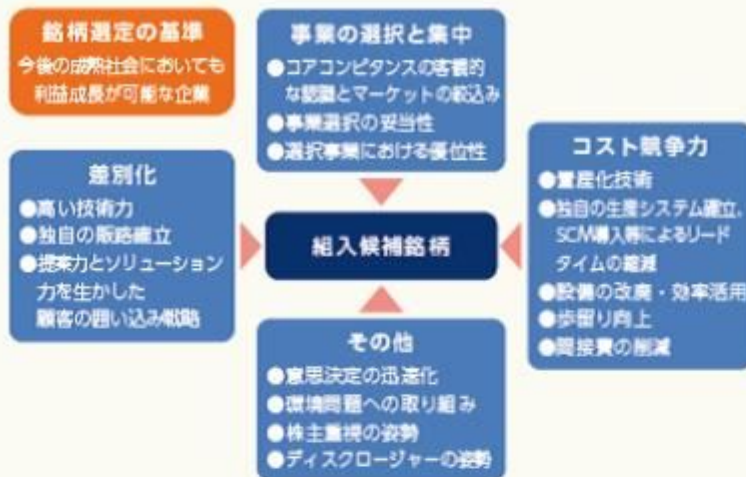 銘柄選定の基準
今後の成熟社会においても
利益成長が可能な企業
事業の選択と集中
●コアコンピタンスの客観的
な認識とマーケットの絞込み
●事業選択の妥当性
●選択事業における優位性
差別化
●高い技術力
●独自の販路確立
●提案力とソリューション
力を生かした
顧客の囲い込み戦略
組入候補銘柄
コスト競争力
●量産化技術
●独自の生産システム確立、
SCM導入等によるリード
タイムの縮減
●設備の改廃・効率活用
●歩留り向上
●間接費の削減
その他
●意思決定の迅速化
●環境問題への取り組み
●株主重視の姿勢
●ディスクロージャーの姿勢